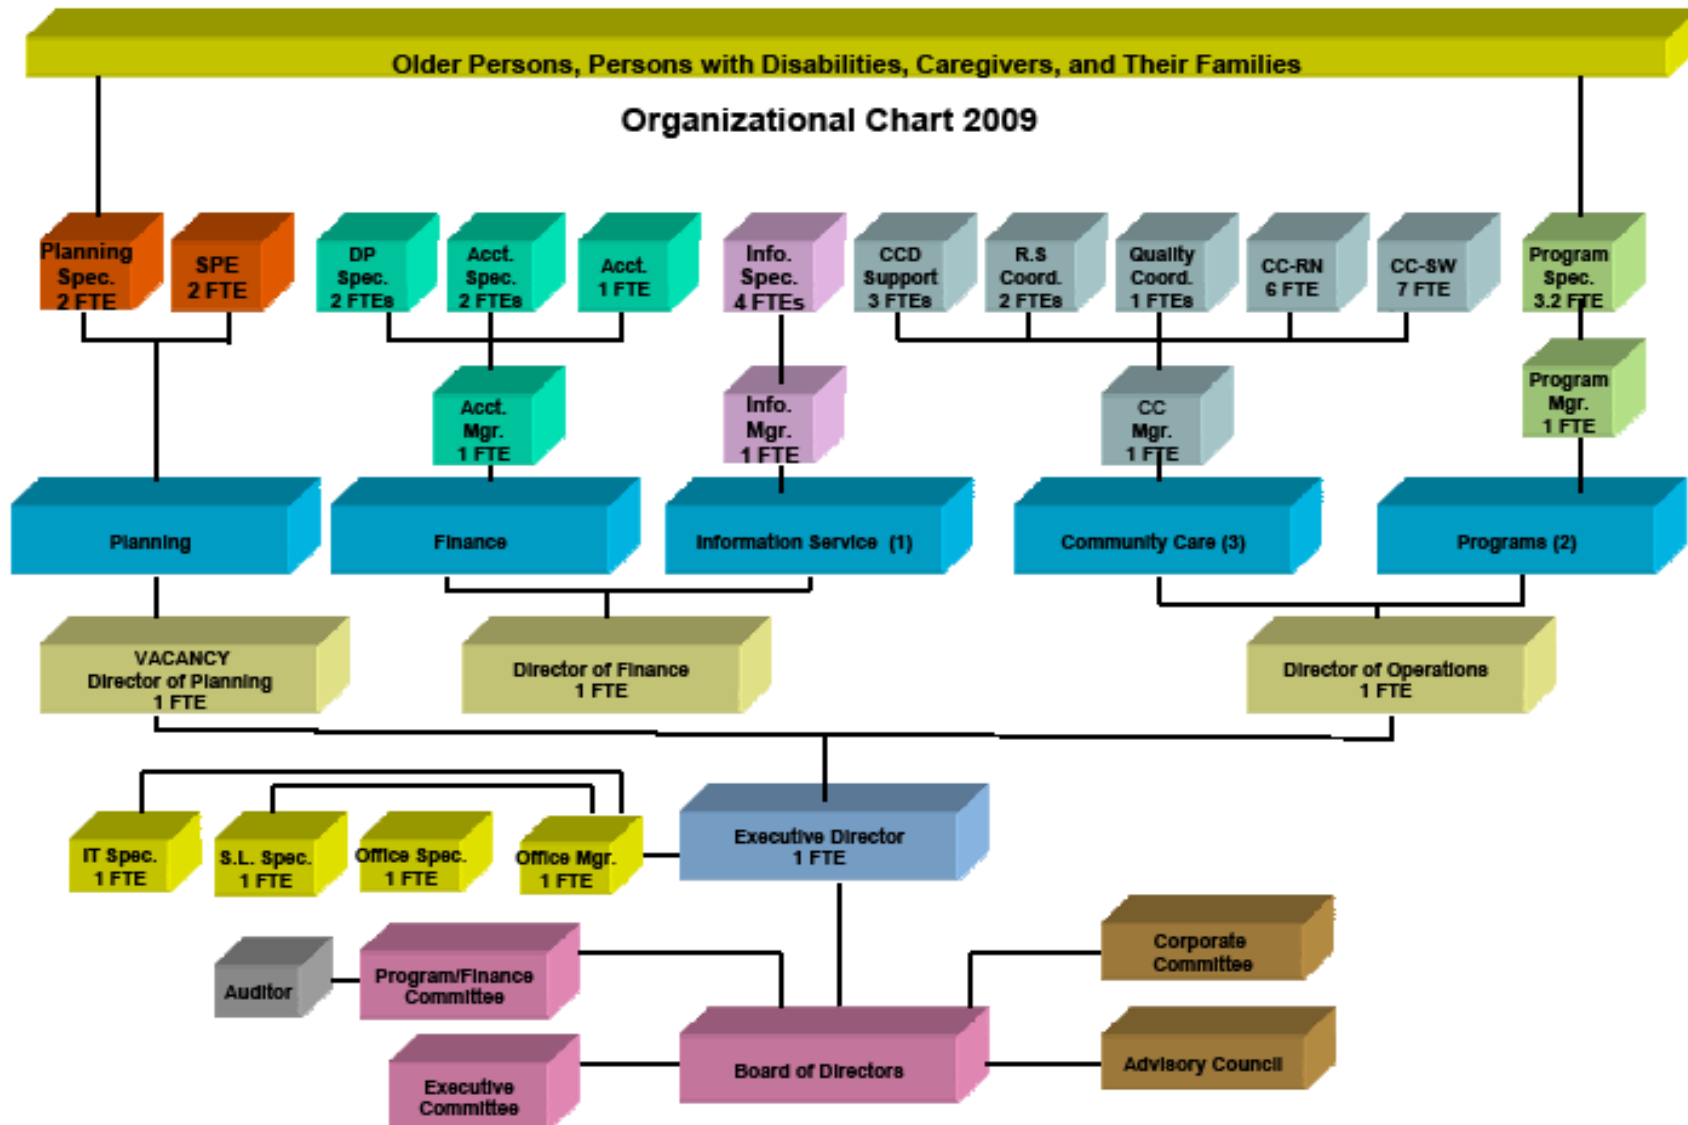 Older Persons, Persons with Disabilities, Caregivers, and Their Families
Organizational Chart 2009
Planning
Spec.
2 FTE
SPE
2 FTE
DP
Spec.
2 FTEs
Acct.
Spec.
2 FTEs
Acct.
1 FTE
Info.
Spec.
4 FTEs
CCD
Support
3 FTEs
R.S
Coord.
2 FTEs
Quality
Coord.
1 FTEs
CC-RN
6 FTE
CC-SW
7 FTE
Program
Spec.
3.2 FTE
Acct.
Mgr.
1 FTE
Info.
Mgr.
1 FTE
CC
Mgr.
1 FTE
Program
Mgr.
1 FTE
Planning
Finance
Information Service (1)
Community Care (3)
Programs (2)
VACANCY
Director of Planning
1 FTE
Director of Finance
1 FTE
Director of Operations
1 FTE
IT Spec.
1 FTE
S.L. Spec.
1 FTE
Office Spec.
1 FTE
Office Mgr.
1 FTE
Executive Director
1 FTE
Auditor
Program/Finance
Committee
Corporate
Committee
Executive
Committee
Board of Directors
Advisory Council